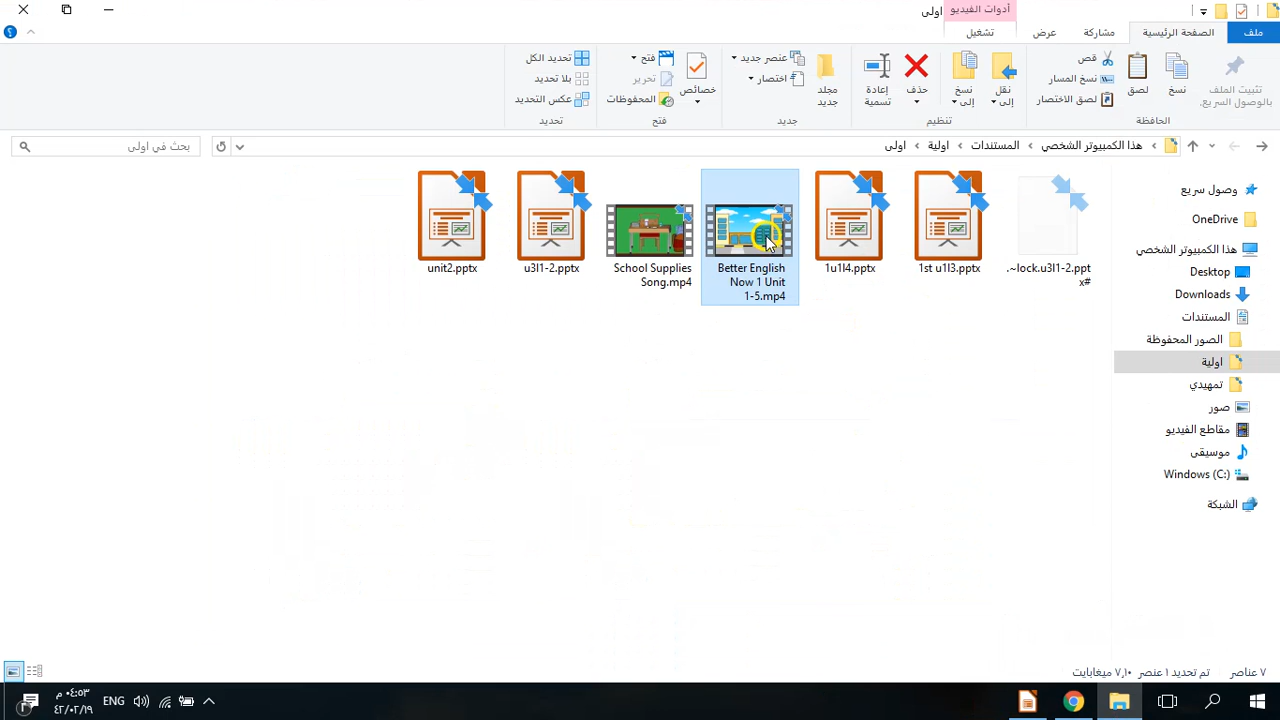 اولى
أدوات الفيديو
ملف
الصفحة الرئيسية
مشاركة
عرض
تشغيل
تثبيت الملف
بالوصول السريع.
نسخ
لصق
قص
نسخ المسار
لصق الاختصار
الحافظة
نقل
إلى
نسخ
إلى
حذف
إعادة
تسمية
تنظيم
مجلد
جديد
عنصر جديد
اختصار
جديد
خصائص
فتح
تحرير
المحفوظات
فتح
تحديد الكل
بلا تحديد
عكس التحديد
تحديد
هذا الكمبيوتر الشخصي
المستندات
اولية
اولى
بحث في اولى
.~lock.u3l1-2.ppt
x#
1st u1l3.pptx
1u1l4.pptx
Better English
Now 1 Unit
1-5.mp4
School Supplies
Song.mp4
u3l1-2.pptx
unit2.pptx
وصول سريع
OneDrive
هذا الكمبيوتر الشخصي
Desktop
Downloads
المستندات
الصور المحفوظة
اولية
تمهيدي
صور
مقاطع الفيديو
موسيقى
Windows (C:)
الشبكة
٧ عناصر
تم تحديد ١ عنصر ٧٫١٠ ميغابايت
ENG
٠٤:٥٣ م
٤٢/٠٢/١٩